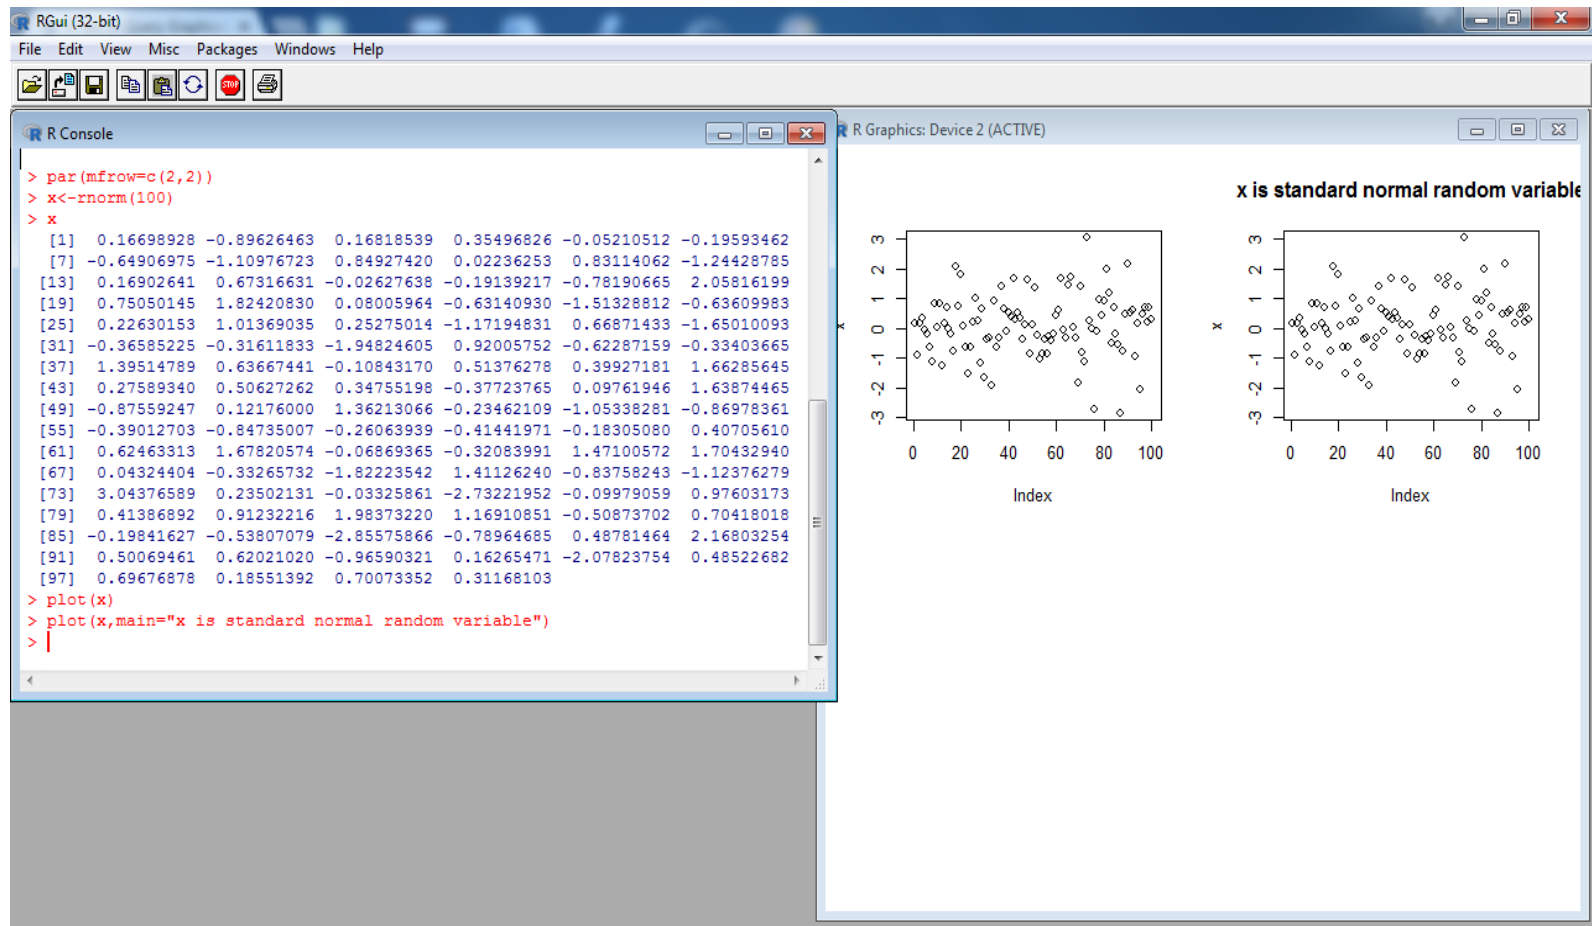 RGui (32-bit)
File Edit View Misc Packages Windows Help
STOP
R Console
> par(mfrow=c(2,2))
> x<-rnorm(100)
> x
[1] 0.16698928 -0.89626463 0.16818539 0.35496826 -0.05210512 -0.19593462
[7] -0.64906975 -1.10976723 0.84927420 0.02236253 0.83114062 -1.24428785
[13] 0.16902641 0.67316631 -0.02627638 -0.19139217 -0.78190665 2.05816199
[19] 0.75050145 1.82420830 0.08005964 -0.63140930 -1.51328812 -0.63609983
[25] 0.22630153 1.01369035 0.25275014 -1.17194831 0.66871433 -1.65010093
[31] -0.36585225 -0.31611833 -1.94824605 0.92005752 -0.62287159 -0.33403665
[37] 1.39514789 0.63667441 -0.10843170 0.51376278 0.39927181 1.66285645
[43] 0.27589340 0.50627262 0.34755198 -0.37723765 0.09761946 1.63874465
[49] -0.87559247 0.12176000 1.36213066 -0.23462109 -1.05338281 -0.86978361
[55] -0.39012703 -0.84735007 -0.26063939 -0.41441971 -0.18305080 0.40705610
[61] 0.62463313 1.67820574 -0.06869365 -0.32083991 1.47100572 1.70432940
[67] 0.04324404 -0.33265732 -1.82223542 1.41126240 -0.83758243 -1.12376279
[73] 3.04376589 0.23502131 -0.03325861 -2.73221952 -0.09979059 0.97603173
[79] 0.41386892 0.91232216 1.98373220 1.16910851 -0.50873702 0.70418018
[85] -0.19841627 -0.53807079 -2.85575866 -0.78964685 0.48781464 2.16803254
[91] 0.50069461 0.62021020 -0.96590321 0.16265471 -2.07823754 0.48522682
[97] 0.69676878 0.18551392 0.70073352 0.31168103
> plot(x)
> plot(x,main="x is standard normal random variable")
>
R Graphics: Device 2 (ACTIVE)
3
2
1
0
-1
-2
-3
x
0 20 40 60 80 100
Index
x is standard normal random variable
3
2
1
0
-1
-2
-3
x
0 20 40 60 80 100
Index